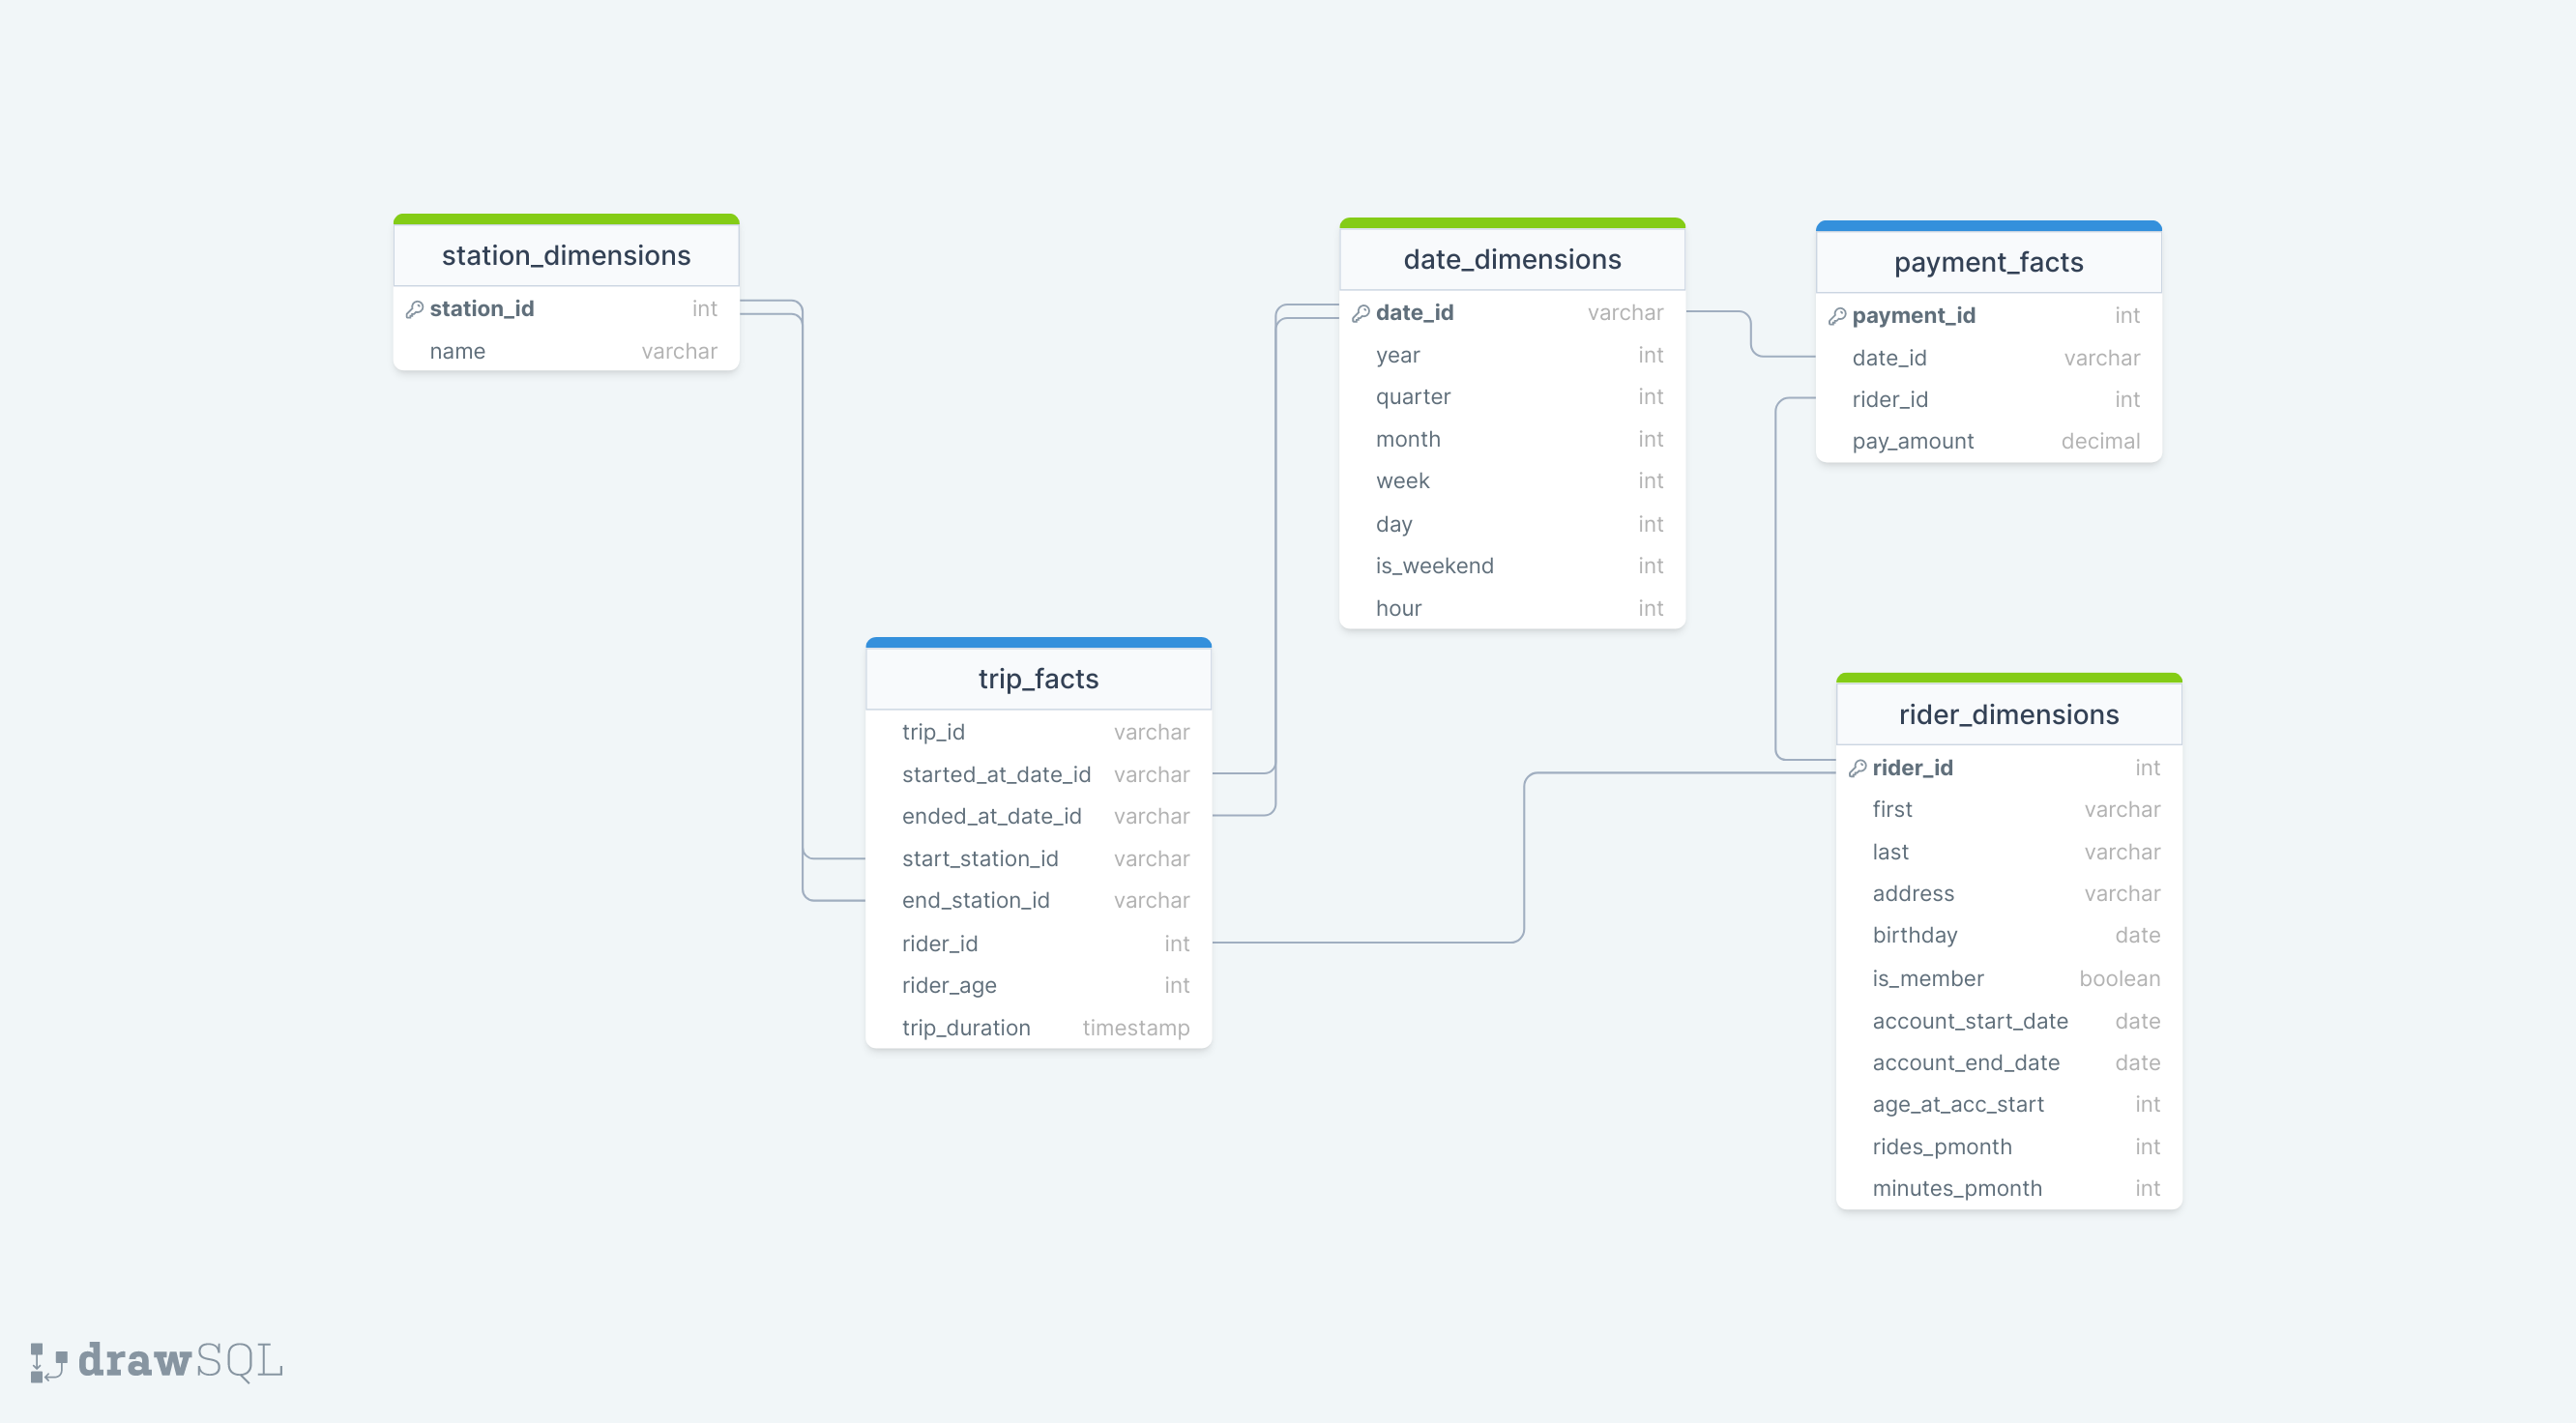 station_dimensions
station_id int
name varchar
date_dimensions
date_id varchar
year int
quarter int
month int
week int
day int
is_weekend int
hour int
payment_facts
payment_id int
date_id varchar
rider_id int
pay_amount decimal
trip_facts
trip_id varchar
started_at_date_id varchar
ended_at_date_id varchar
start_station_id varchar
end_station_id varchar
rider_id int
rider_age int
trip_duration timestamp
rider_dimensions
rider_id int
first varchar
last varchar
address varchar
birthday date
is_member boolean
account_start_date date
account_end_date date
age_at_acc_start int
rides_pmonth int
minutes_pmonth int
drawSQL